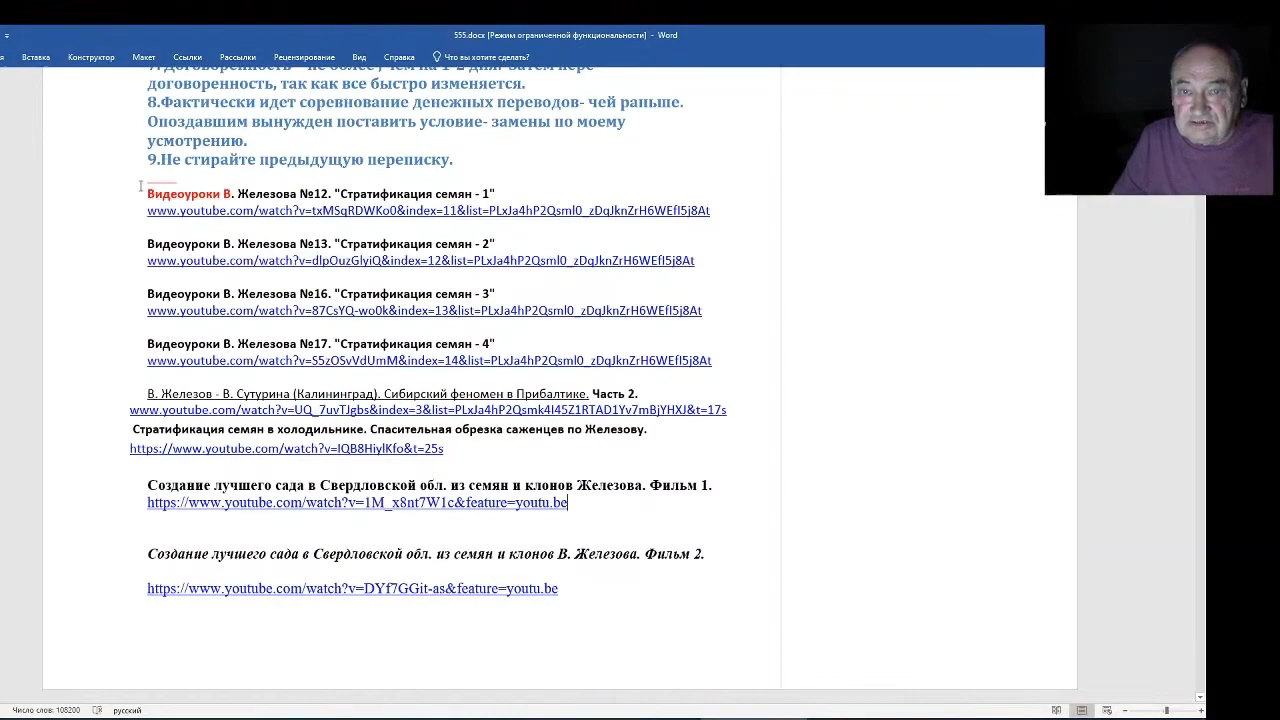 555.docx [Режим ограниченной функциональности] - Word
Вставка Конструктор Макет Ссылки Рассылки Рецензирование Вид Справка Что вы хотите сделать?
договоренность, так как все быстро изменяется.
8.Фактически идет соревнование денежных переводов- чей раньше.
Опоздавшим вынужден поставить условие- замены по моему
усмотрению.
9.Не стирайте предыдущую переписку.
Видеоуроки В. Железова №12. "Стратификация семян - 1"
www.youtube.com/watch?v=txMSqRDWKo0&index=11&list=PLxJa4hP2Qsml0_zDqJknZrH6WEfI5j8At
Видеоуроки В. Железова №13. "Стратификация семян - 2"
www.youtube.com/watch?v=dlpOuzGlyiQ&index=12&list=PLxJa4hP2Qsml0_zDqJknZrH6WEfI5j8At
Видеоуроки В. Железова №16. "Стратификация семян - 3"
www.youtube.com/watch?v=87CsYQ-wo0k&index=13&list=PLxJa4hP2Qsml0_zDqJknZrH6WEfI5j8At
Видеоуроки В. Железова №17. "Стратификация семян - 4"
www.youtube.com/watch?v=S5zOSvVdUmM&index=14&list=PLxJa4hP2Qsml0_zDqJknZrH6WEfI5j8At
В. Железов - В. Сутурина (Калининград). Сибирский феномен в Прибалтике. Часть 2.
www.youtube.com/watch?v=UQ_7uvTJgbs&index=3&list=PLxJa4hP2Qsmk4I45Z1RTAD1Yv7mBjYHXJ&t=17s
Стратификация семян в холодильнике. Спасительная обрезка саженцев по Железову.
https://www.youtube.com/watch?v=IQB8HiylKfo&t=25s
Создание лучшего сада в Свердловской обл. из семян и клонов Железова. Фильм 1.
https://www.youtube.com/watch?v=1M_x8nt7W1c&feature=youtu.be
Создание лучшего сада в Свердловской обл. из семян и клонов В. Железова. Фильм 2.
https://www.youtube.com/watch?v=DYf7GGit-as&feature=youtu.be
Число слов: 108200 русский